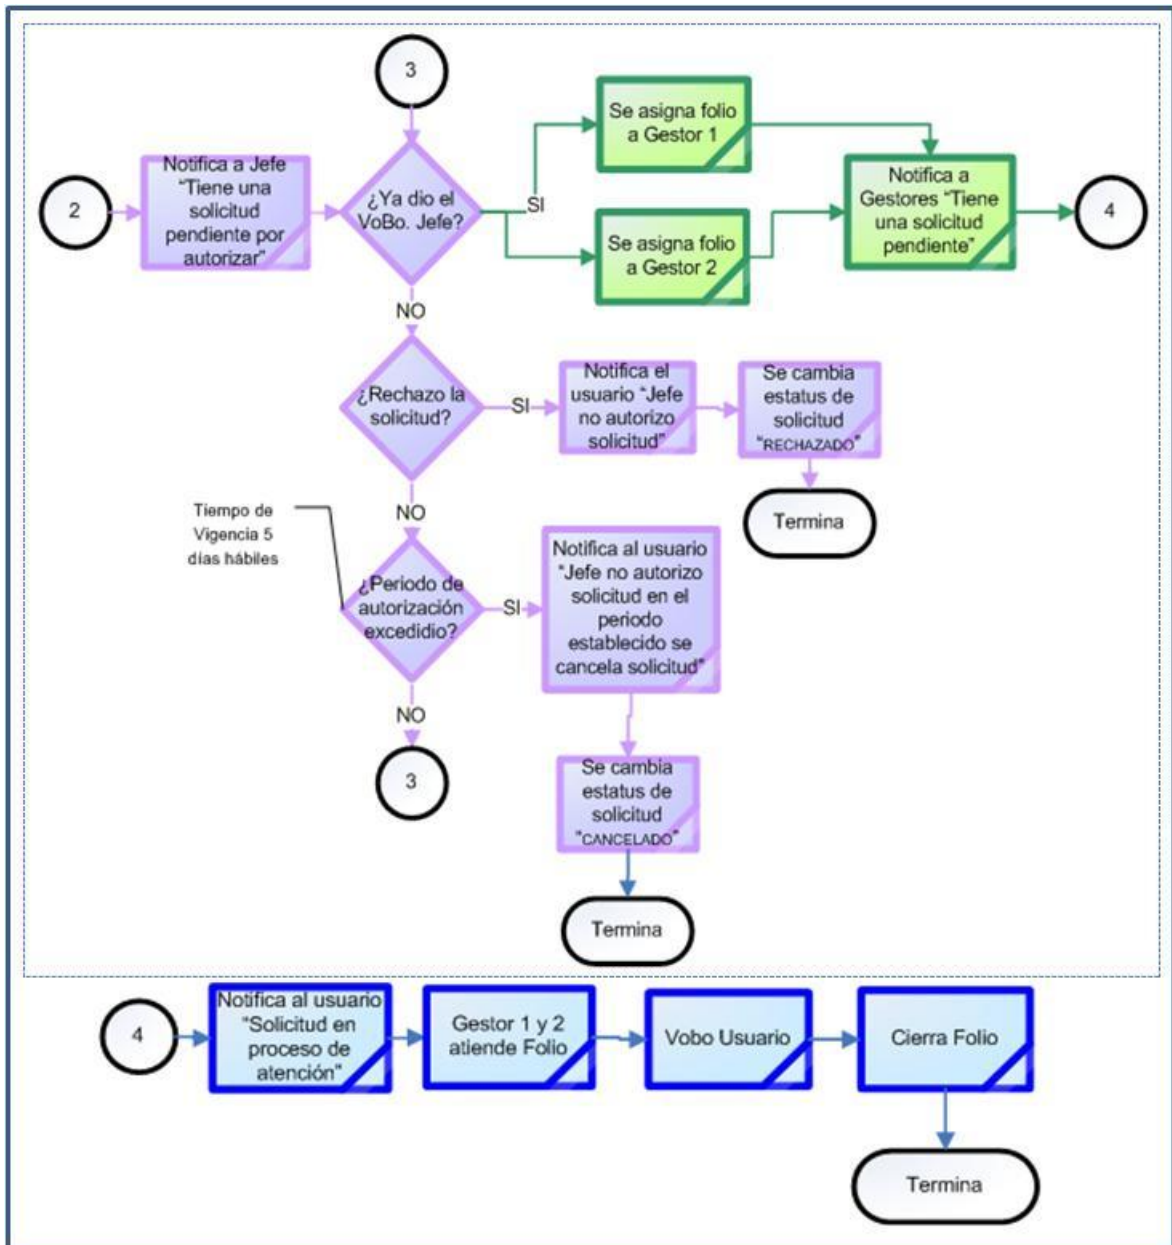 3
2
Notifica a Jefe
“Tiene una
solicitud
pendiente por
autorizar”
¿Ya dio el
VoBo. Jefe?
SI
Se asigna folio
a Gestor 1
Se asigna folio
a Gestor 2
Notifica a
Gestores “Tiene
una solicitud
pendiente”
4
NO
¿Rechazo la
solicitud?
SI
Notifica el
usuario “Jefe
no autorizo
solicitud”
Se cambia
estatus de
solicitud
“RECHAZADO”
Termina
NO
Tiempo de
Vigencia 5
días hábiles
¿Periodo de
autorización
excedidio?
SI
Notifica al usuario
“Jefe no autorizo
solicitud en el
periodo
establecido se
cancela solicitud”
NO
3
Se cambia
estatus de
solicitud
“CANCELADO”
Termina
4
Notifica al usuario
“Solicitud en
proceso de
atención”
Gestor 1 y 2
atiende Folio
Vobo Usuario
Cierra Folio
Termina